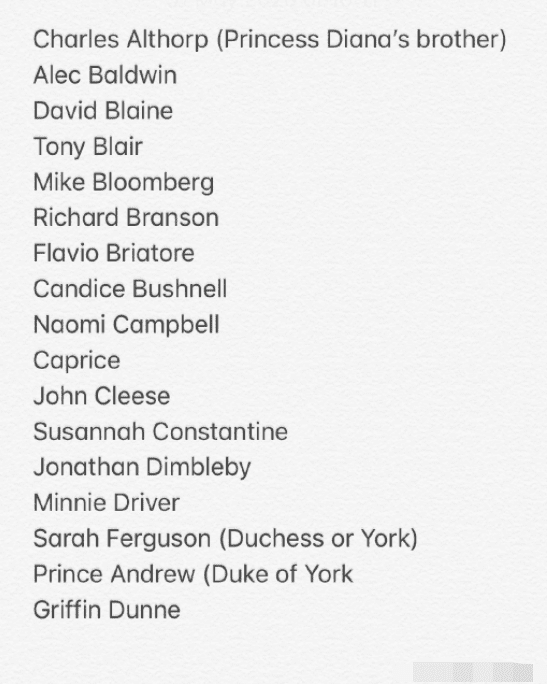 Charles Althorp (Princess Diana's brother)
Alec Baldwin
David Blaine
Tony Blair
Mike Bloomberg
Richard Branson
Flavio Briatore
Candice Bushnell
Naomi Campbell
Caprice
John Cleese
Susannah Constantine
Jonathan Dimbleby
Minnie Driver
Sarah Ferguson (Duchess or York)
Prince Andrew (Duke of York
Griffin Dunne